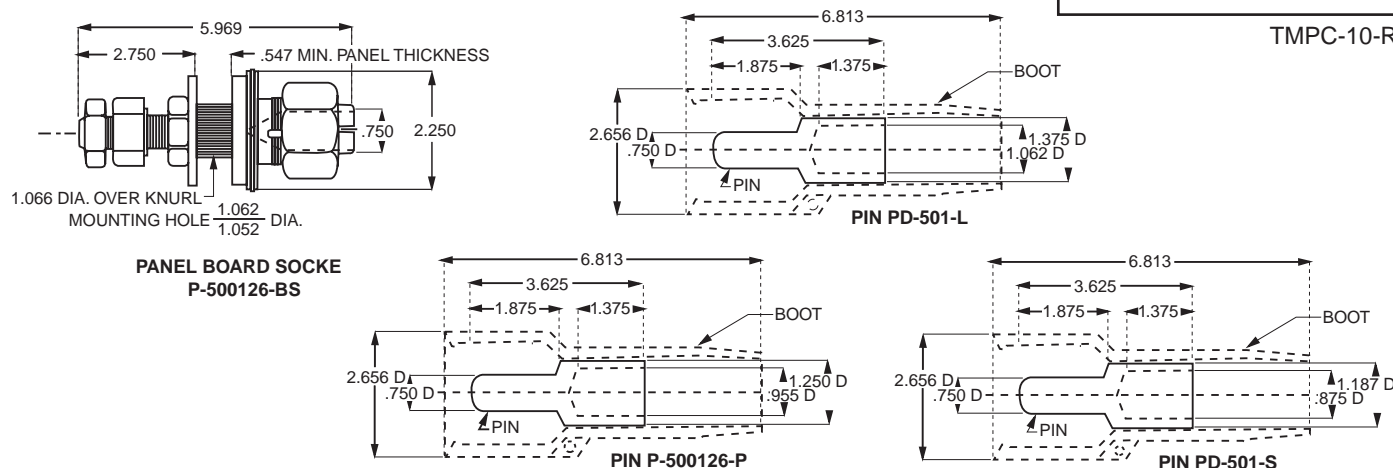 TMPC-10-R
5.969
2.750
.547 MIN. PANEL THICKNESS
.750
2.250
1.066 DIA. OVER KNURL
MOUNTING HOLE 1.062
1.052 DIA.
PANEL BOARD SOCKE
P-500126-BS
6.813
3.625
1.875
1.375
BOOT
2.656 D
.750 D
1.375 D
1.062 D
PIN
PIN PD-501-L
6.813
3.625
1.875
1.375
BOOT
2.656 D
.750 D
1.250 D
.955 D
PIN
PIN P-500126-P
6.813
3.625
1.875
1.375
BOOT
2.656 D
.750 D
1.187 D
.875 D
PIN
PIN PD-501-S